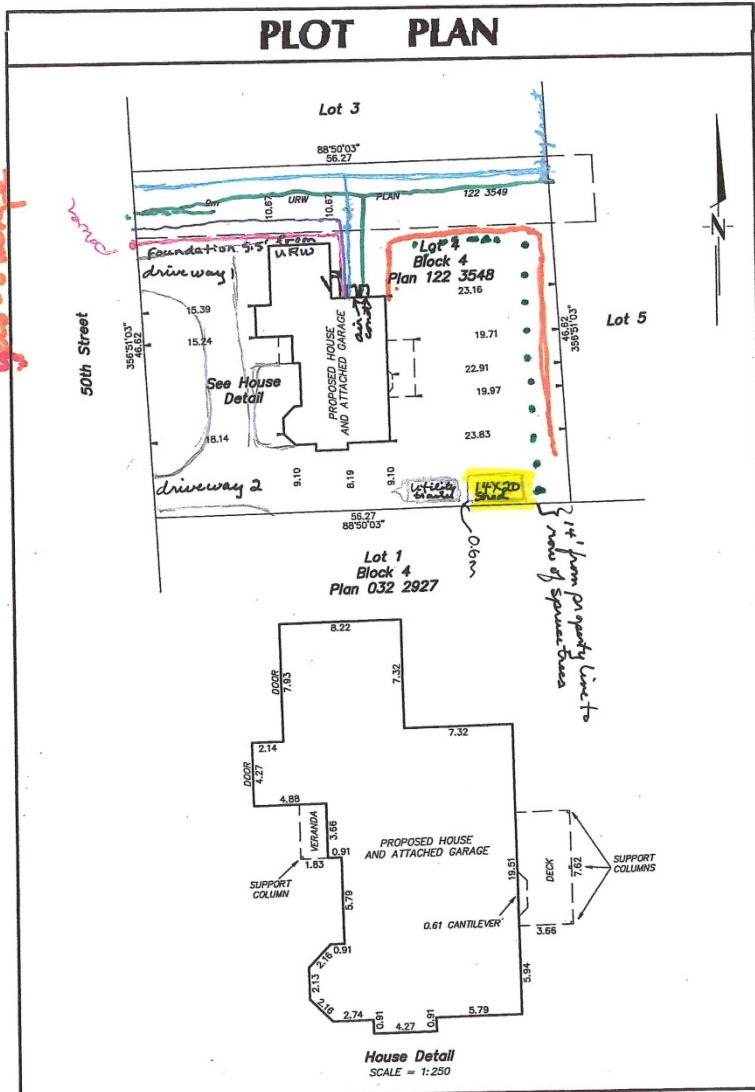 PLOT PLAN
Lot 3
88°50'03"
56.27
hydrant
9m
URW
PLAN
122 3549
10.67
10.67
Power
Foundation 5.5' from
URW
driveway 1
Lot 4
Block 4
Plan 122 3548
23.16
air
cond
N
50th Street
356°51'03"
46.62
15.39
15.24
18.14
See House
Detail
PROPOSED HOUSE
AND ATTACHED GARAGE
19.71
22.91
19.97
23.83
46.62
356°51'03"
Lot 5
driveway 2
9.10
8.19
9.10
utility
trailer
14X20
shed
56.27
88°50'03"
0.6m
14' from property line to
row of spruce trees
Lot 1
Block 4
Plan 032 2927
8.22
DOOR
7.93
7.32
2.14
7.32
DOOR
4.27
4.88
VERANDA
3.66
0.91
1.83
SUPPORT
COLUMN
PROPOSED HOUSE
AND ATTACHED GARAGE
19.51
DECK
7.62
SUPPORT
COLUMNS
5.79
0.61 CANTILEVER
3.66
0.91
2.16
2.13
2.16
2.74
0.91
4.27
0.91
5.79
5.94
House Detail
SCALE = 1:250